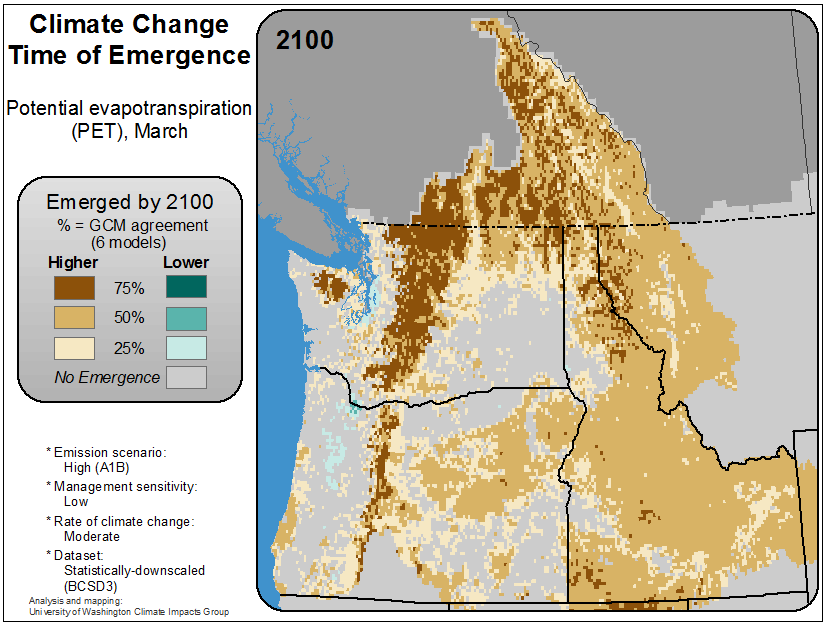 Climate Change
Time of Emergence
Potential evapotranspiration
(PET), March
Emerged by 2100
% = GCM agreement
(6 models)
Higher Lower
75%
50%
25%
No Emergence
* Emission scenario:
High (A1B)
* Management sensitivity:
Low
* Rate of climate change:
Moderate
* Dataset:
Statistically-downscaled
(BCSD3)
Analysis and mapping:
University of Washington Climate Impacts Group
2100